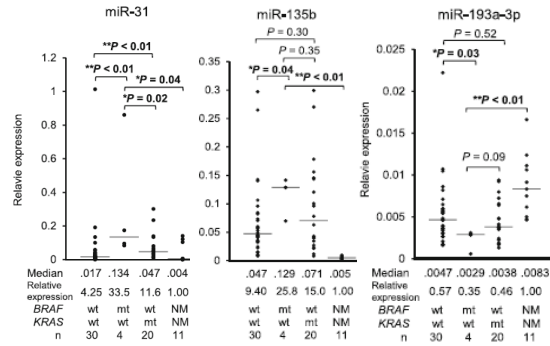 miR-31
miR-135b
miR-193a-3p
**P < 0.01
**P < 0.01
*P = 0.04
*P = 0.02
P = 0.30
P = 0.35
*P = 0.04
**P < 0.01
P = 0.52
*P = 0.03
**P < 0.01
P = 0.09
Relavie expression
1.2
1
0.8
0.6
0.4
0.2
0
Relavie expression
0.35
0.3
0.25
0.2
0.15
0.1
0.05
0
Relavie expression
0.025
0.02
0.015
0.01
0.005
0
Median .017 .134 .047 .004 .047 .129 .071 .005 .0047 .0029 .0038 .0083
Relative
expression 4.25 33.5 11.6 1.00 9.40 25.8 15.0 1.00 0.57 0.35 0.46 1.00
BRAF wt mt wt NM wt mt wt NM wt mt wt NM
KRAS wt wt mt NM wt wt mt NM wt wt mt NM
n 30 4 20 11 30 4 20 11 30 4 20 11